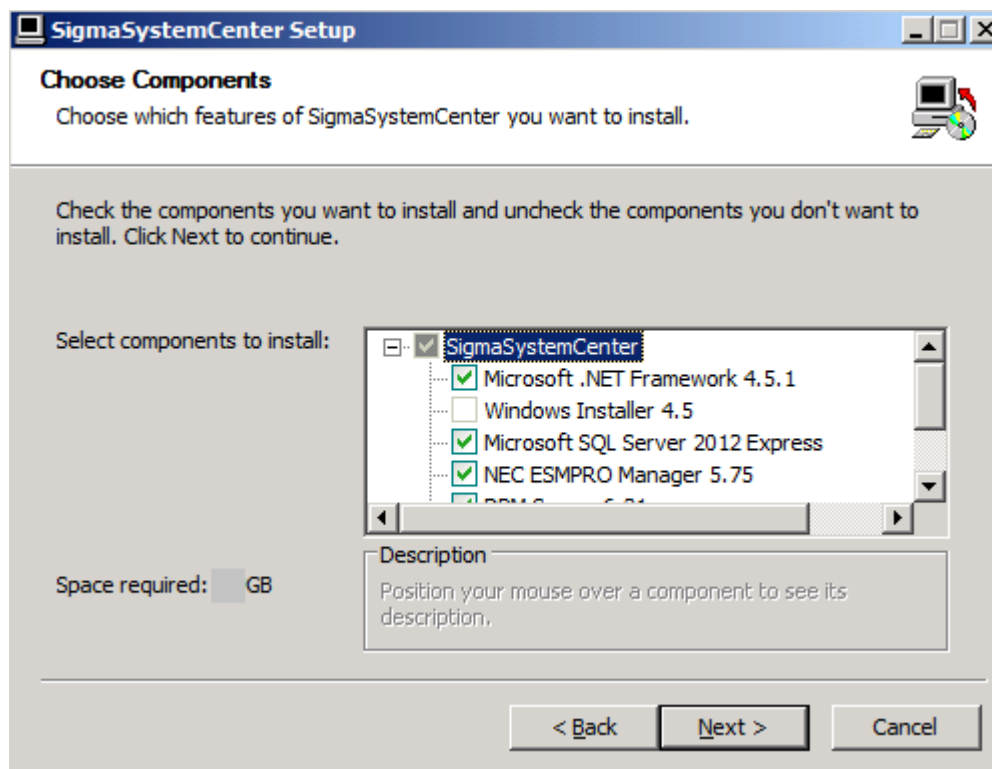 SigmaSystemCenter Setup
Choose Components
Choose which features of SigmaSystemCenter you want to install.
Check the components you want to install and uncheck the components you don't want to
install. Click Next to continue.
Select components to install:
SigmaSystemCenter
Microsoft .NET Framework 4.5.1
Windows Installer 4.5
Microsoft SQL Server 2012 Express
NEC ESMPRO Manager 5.75
Description
Space required: GB
Position your mouse over a component to see its
description.
< Back
Next >
Cancel